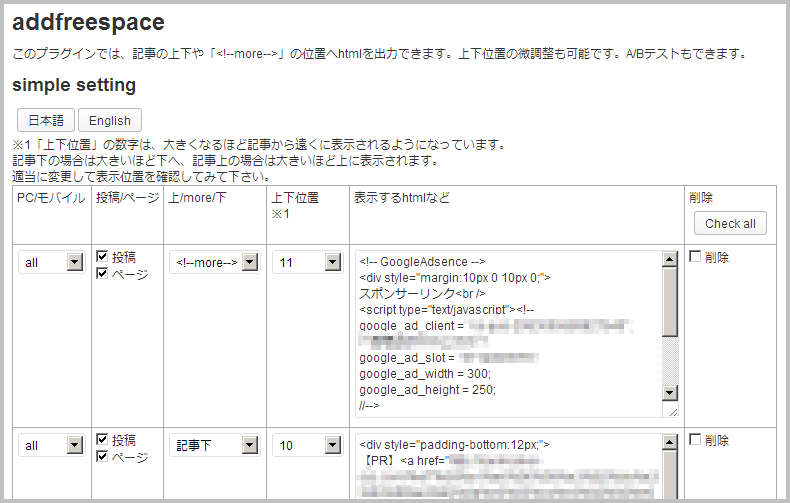 addfreespace
このプラグインでは、記事の上下や「<!--more-->」の位置へhtmlを出力できます。上下位置の微調整も可能です。A/Bテストもできます。
simple setting
日本語 English
※1「上下位置」の数字は、大きくなるほど記事から遠くに表示されるようになっています。
記事下の場合は大きいほど下へ、記事上の場合は大きいほど上に表示されます。
適当に変更して表示位置を確認してみて下さい。
PC/モバイル 投稿/ページ 上/more/下 上下位置 表示するhtmlなど 削除
※1 Check all
all 投稿 <!--more--> 11 <!-- GoogleAdsence --> 削除
ページ <div style="margin:10px 0 10px 0;">
スポンサーリンク<br />
<script type="text/javascript"><!--
google_ad_client =
google_ad_slot =
google_ad_width = 300;
google_ad_height = 250;
//-->
all 投稿 記事下 10 <div style="padding-bottom:12px;"> 削除
ページ 【PR】<a href="